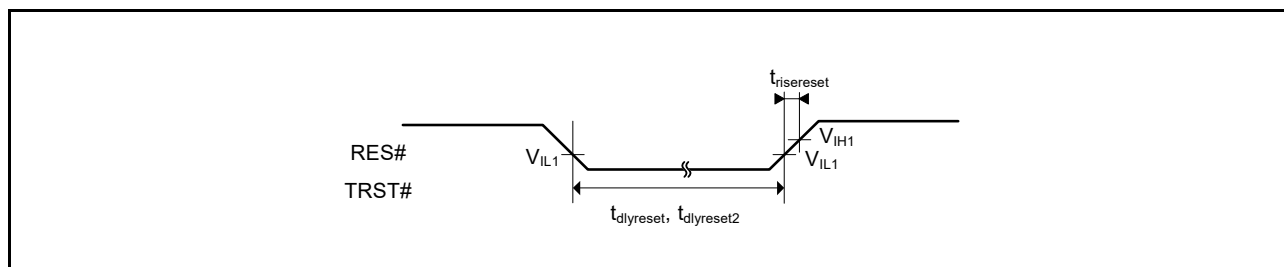 t_risereset
V_IH1
RES# V_IL1 V_IL1
TRST#
t_dlyreset, t_dlyreset2